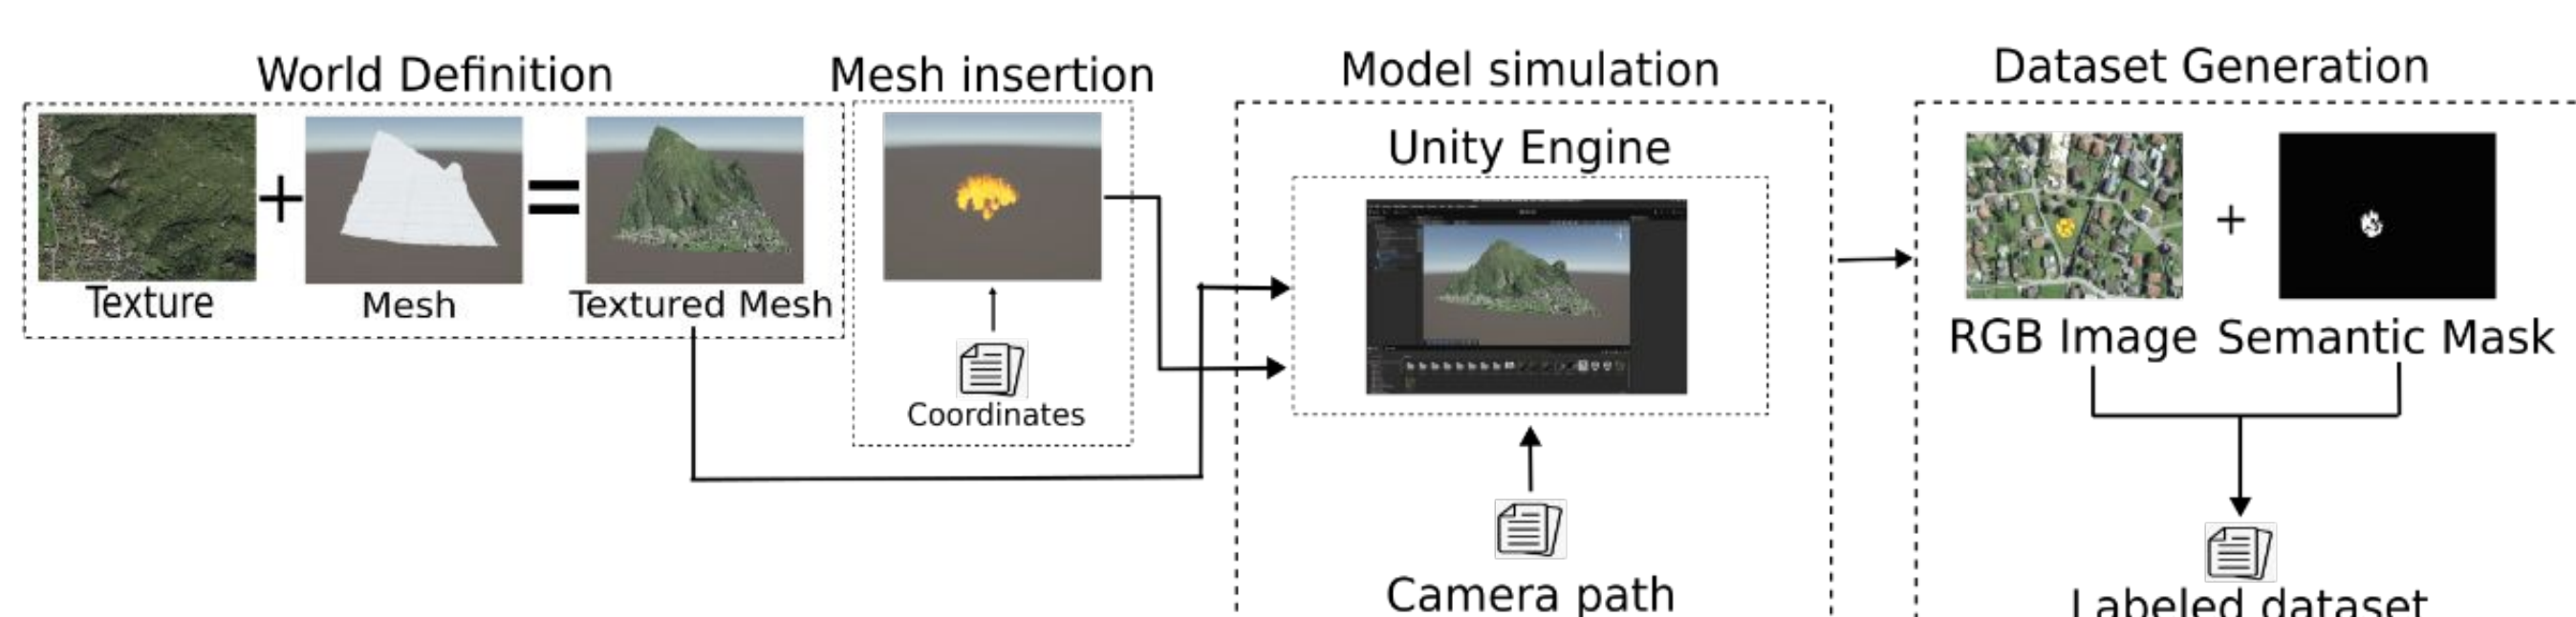 World Definition
Texture
+
Mesh
=
Textured Mesh
Mesh insertion
Coordinates
Model simulation
Unity Engine
Camera path
Dataset Generation
RGB Image
+
Semantic Mask
Labeled dataset